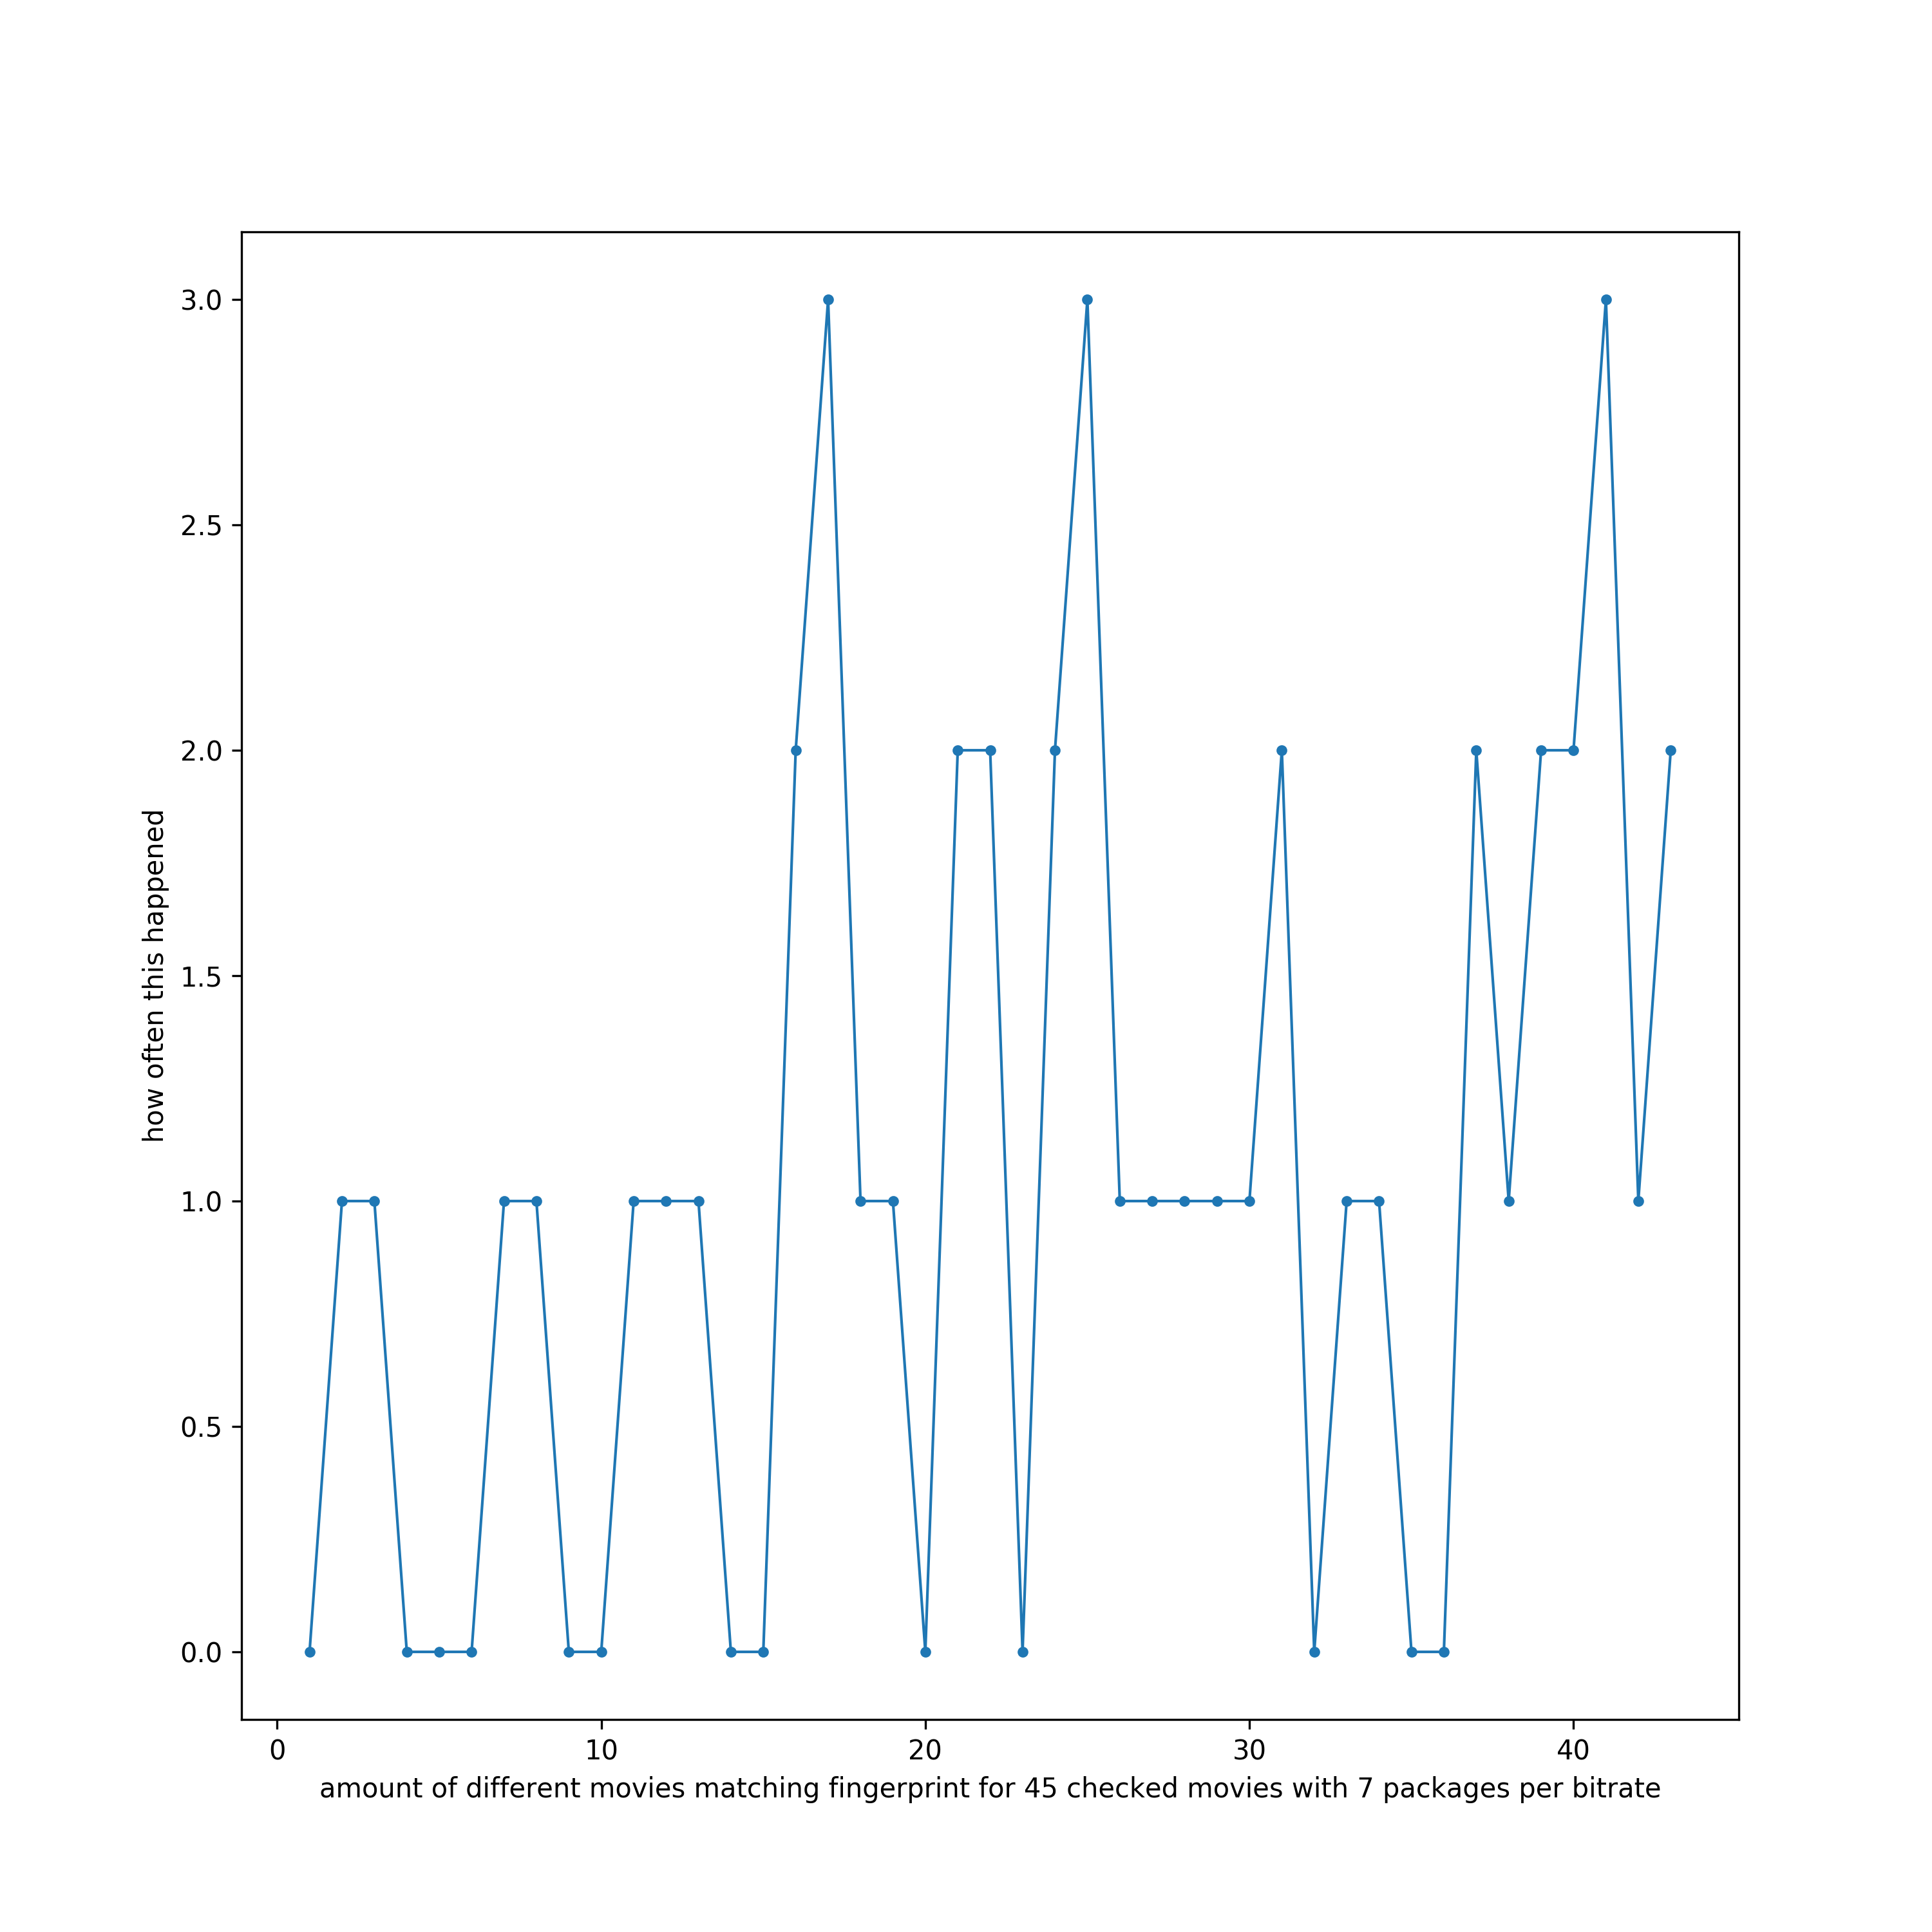 3.0
2.5
2.0
1.5
1.0
0.5
0.0
how often this happened
0 10 20 30 40
amount of different movies matching fingerprint for 45 checked movies with 7 packages per bitrate